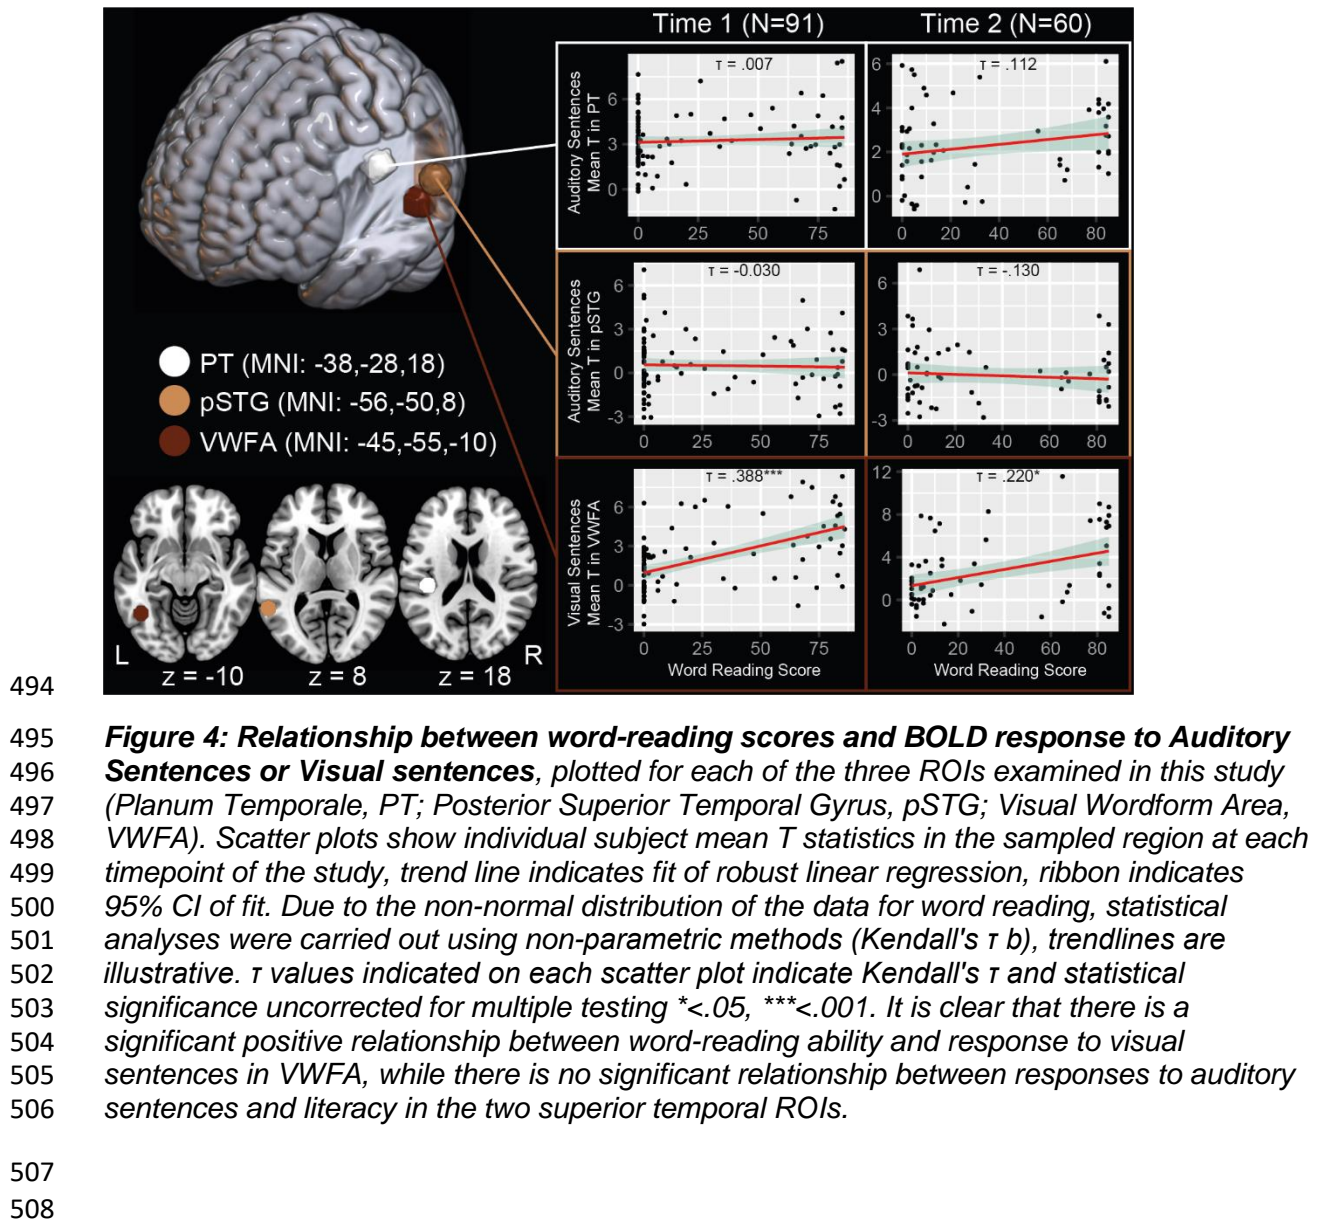 Time 1 (N=91)
Time 2 (N=60)
Auditory Sentences
Mean T in PT
τ = .007
6
3
0
0
25
50
75
τ = .112
6
4
2
0
0
20
40
60
80
Auditory Sentences
Mean T in pSTG
τ = -0.030
6
3
0
-3
0
25
50
75
τ = -.130
6
3
0
-3
0
20
40
60
80
Visual Sentences
Mean T in VWFA
τ = .388***
6
3
0
-3
0
25
50
75
Word Reading Score
τ = .220*
12
8
4
0
0
20
40
60
80
Word Reading Score
PT (MNI: -38,-28,18)
pSTG (MNI: -56,-50,8)
VWFA (MNI: -45,-55,-10)
L
R
z = -10
z = 8
z = 18
494
495 Figure 4: Relationship between word-reading scores and BOLD response to Auditory
496 Sentences or Visual sentences, plotted for each of the three ROIs examined in this study
497 (Planum Temporale, PT; Posterior Superior Temporal Gyrus, pSTG; Visual Wordform Area,
498 VWFA). Scatter plots show individual subject mean T statistics in the sampled region at each
499 timepoint of the study, trend line indicates fit of robust linear regression, ribbon indicates
500 95% CI of fit. Due to the non-normal distribution of the data for word reading, statistical
501 analyses were carried out using non-parametric methods (Kendall's τ b), trendlines are
502 illustrative. τ values indicated on each scatter plot indicate Kendall's τ and statistical
503 significance uncorrected for multiple testing *<.05, ***<.001. It is clear that there is a
504 significant positive relationship between word-reading ability and response to visual
505 sentences in VWFA, while there is no significant relationship between responses to auditory
506 sentences and literacy in the two superior temporal ROIs.
507
508